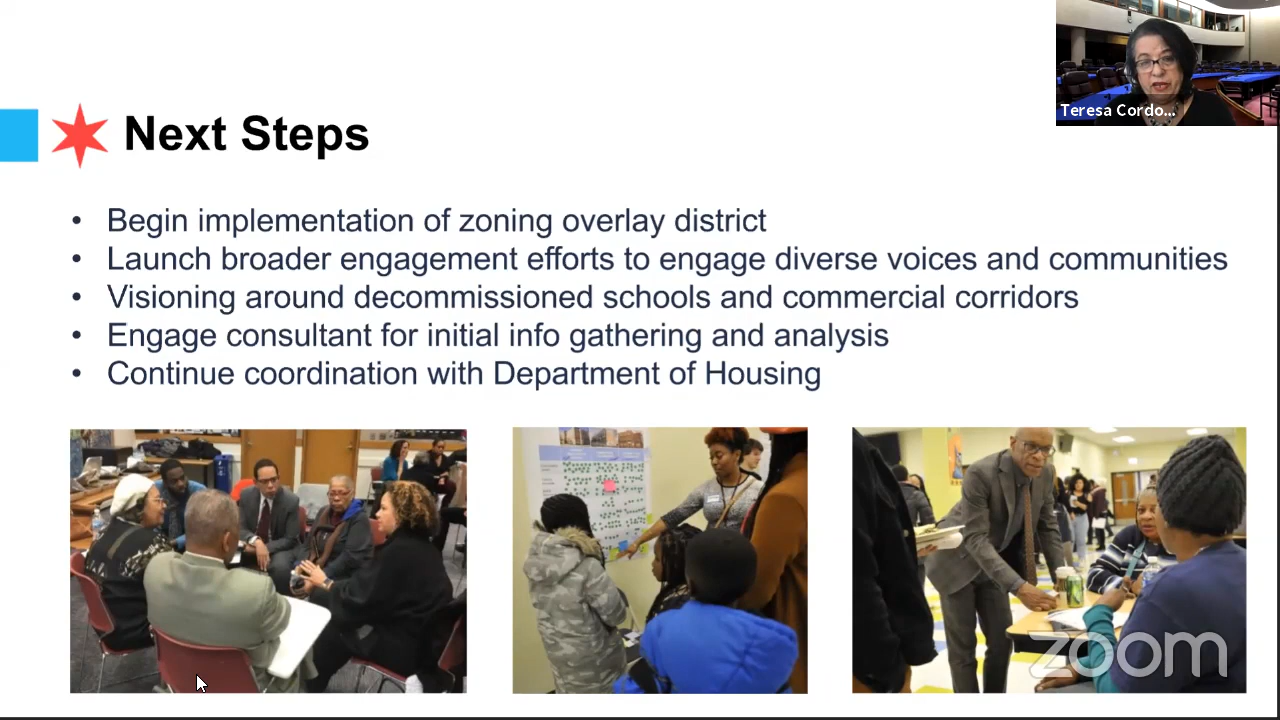 Teresa Cordo...
Next Steps
• Begin implementation of zoning overlay district
• Launch broader engagement efforts to engage diverse voices and communities
• Visioning around decommissioned schools and commercial corridors
• Engage consultant for initial info gathering and analysis
• Continue coordination with Department of Housing
zoom